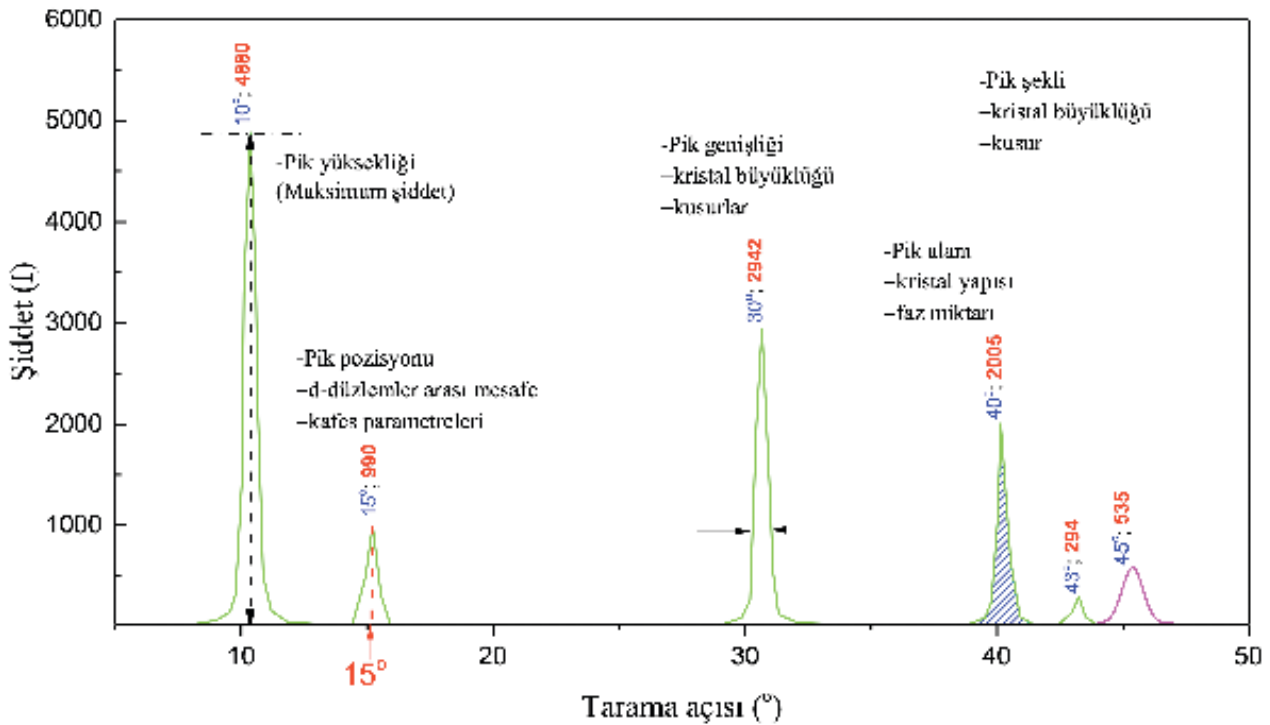 6000
5000
4000
3000
2000
1000
Şiddet (I)
10°; 4880
-Pik yüksekliği
(Maksimum şiddet)
-Pik pozisyonu
–d-düzlemler arası mesafe
–kafes parametreleri
15°; 990
-Pik genişliği
–kristal büyüklüğü
–kusurlar
30°; 2942
-Pik şekli
–kristal büyüklüğü
–kusur
-Pik alanı
–kristal yapısı
–faz miktarı
40°; 2005
43°; 294
45°; 535
10
20
30
40
50
15°
Tarama açısı (°)